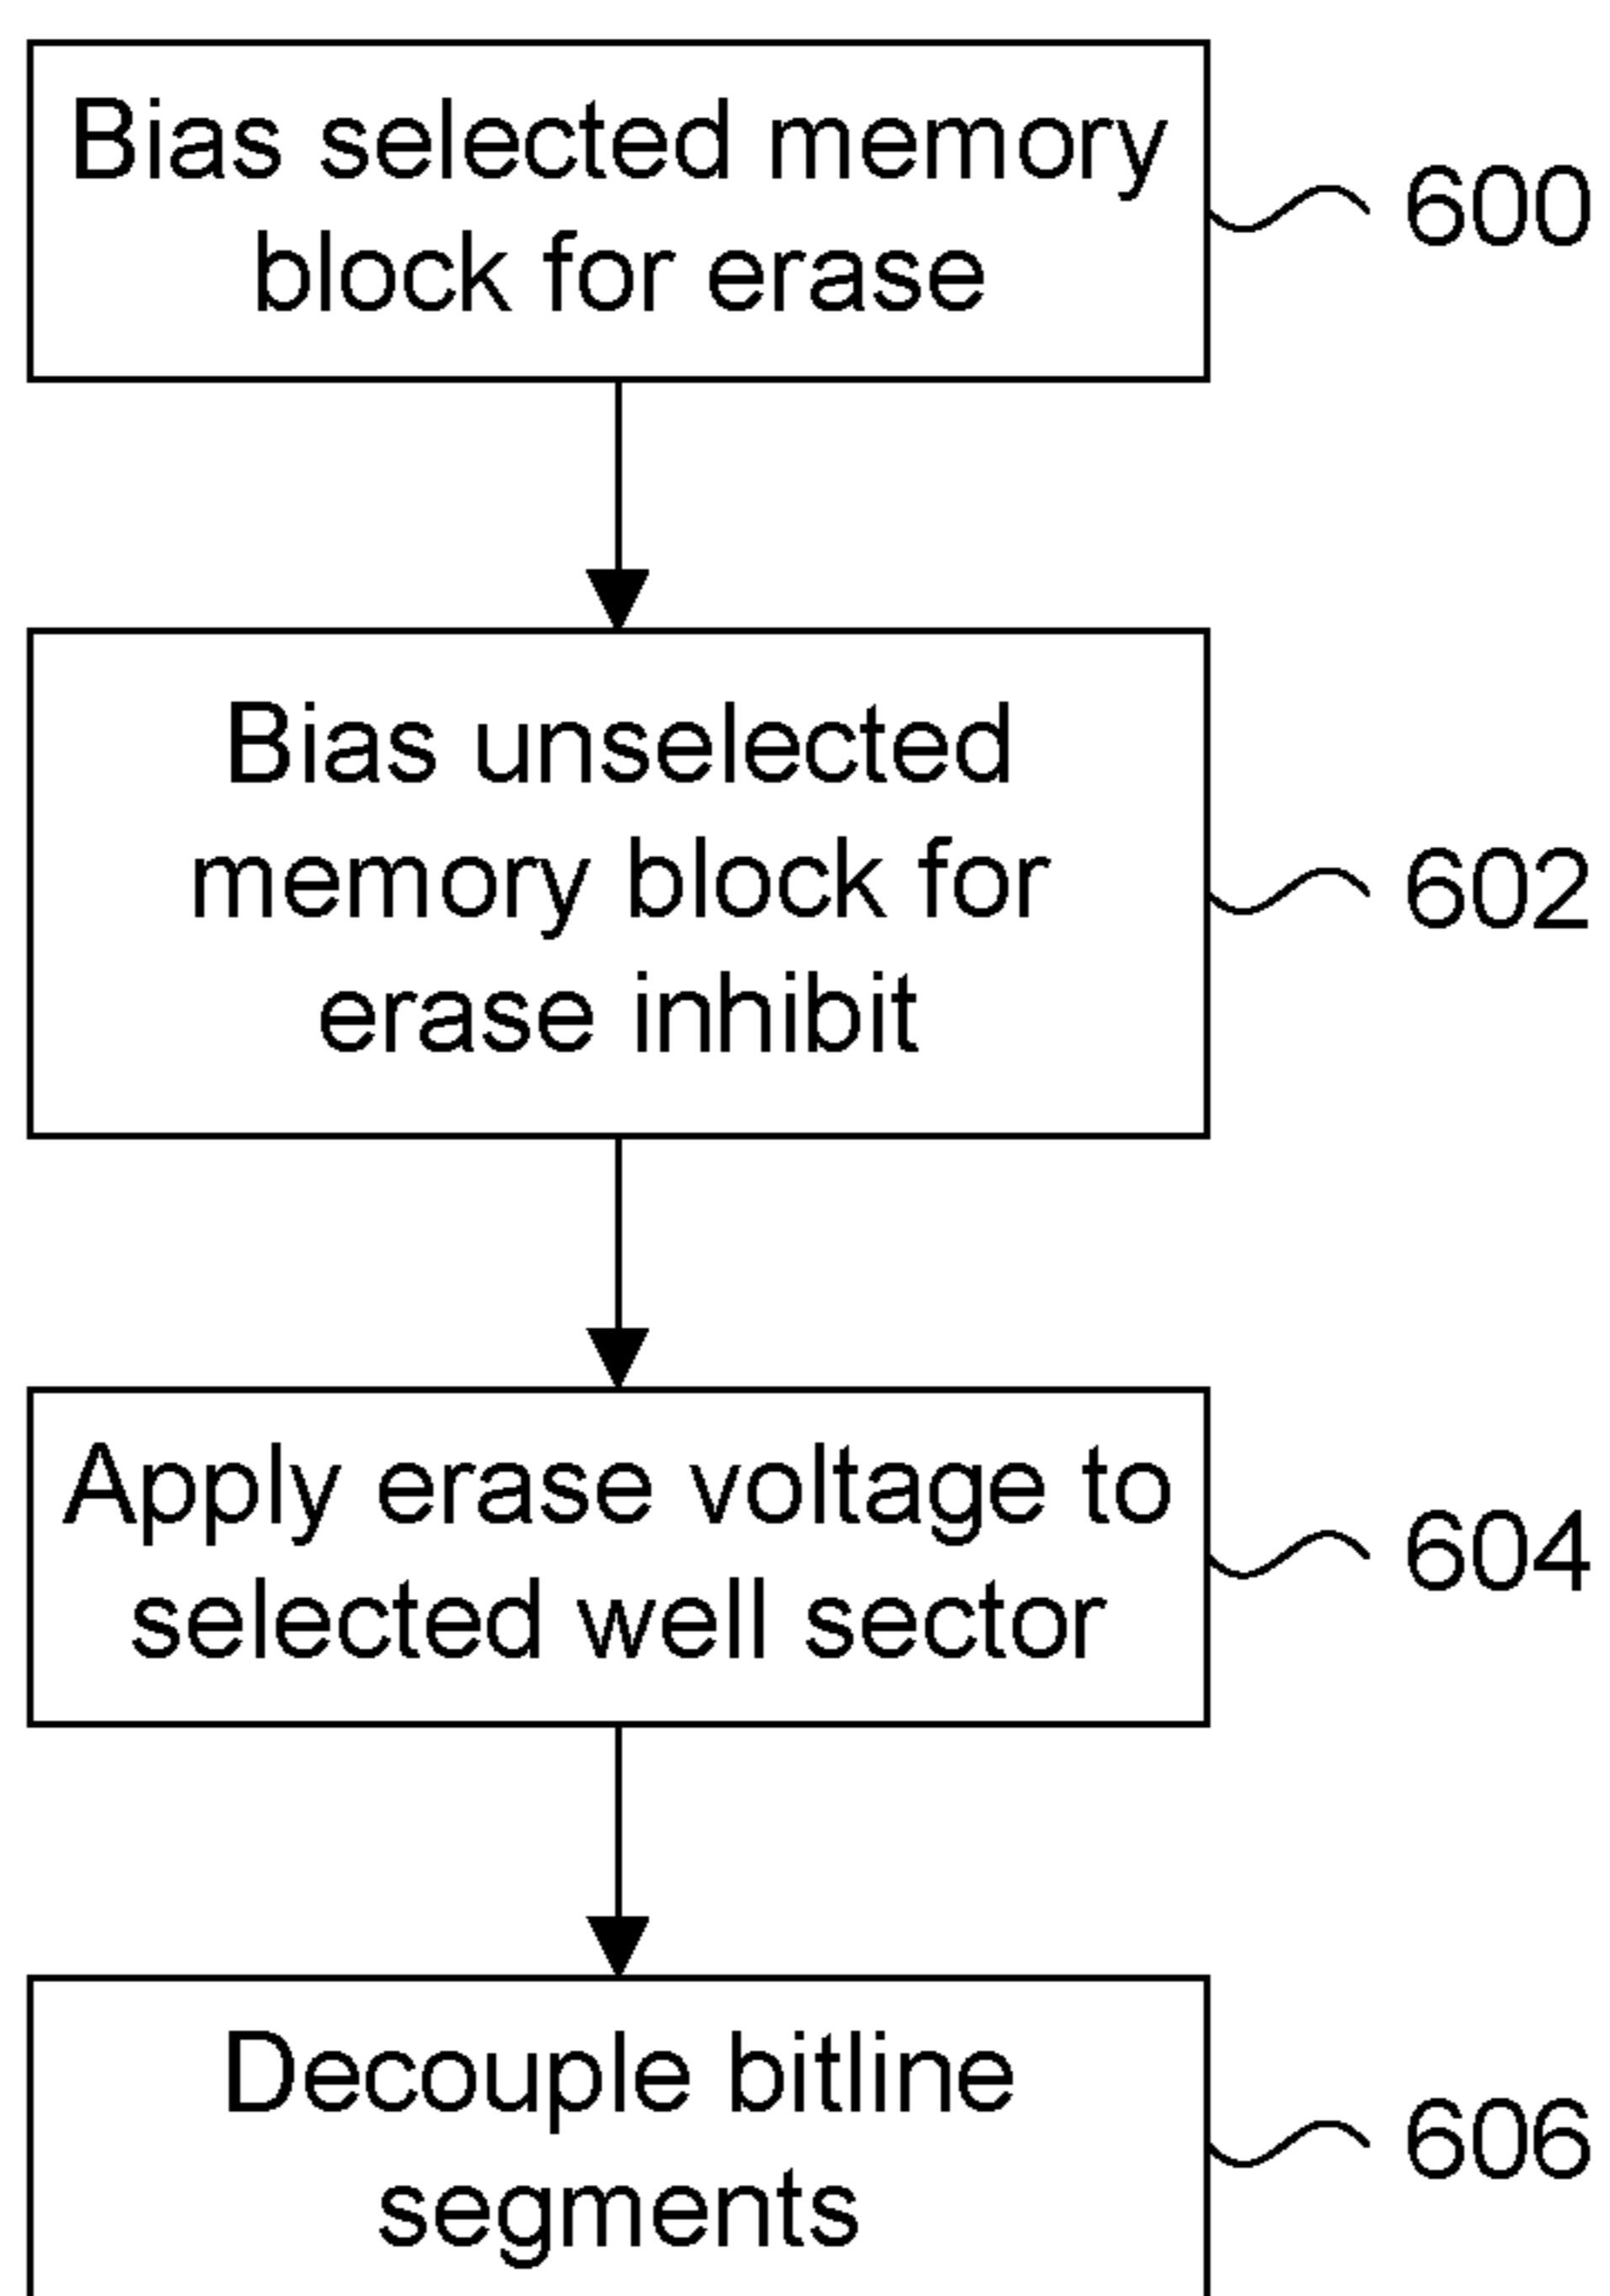 Bias selected memory
block for erase
600
Bias unselected
memory block for
erase inhibit
602
Apply erase voltage to
selected well sector
604
Decouple bitline
segments
606